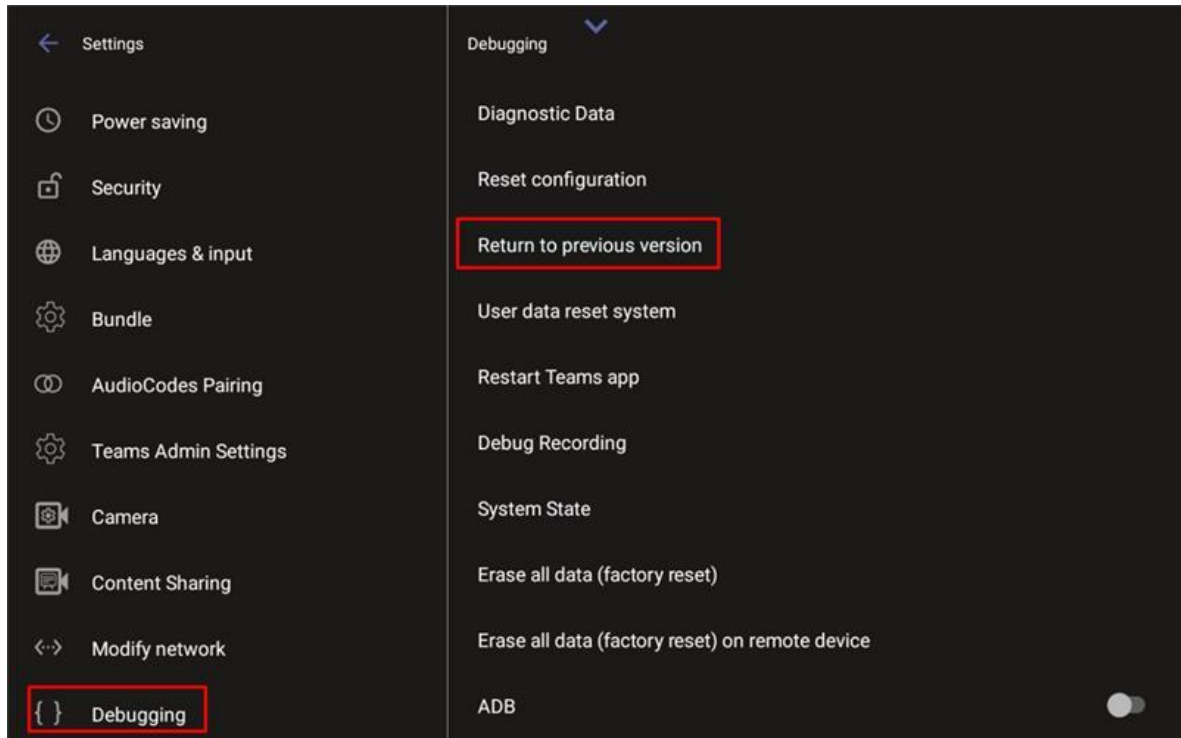 Settings
Power saving
Security
Languages & input
Bundle
AudioCodes Pairing
Teams Admin Settings
Camera
Content Sharing
Modify network
Debugging
Debugging
Diagnostic Data
Reset configuration
Return to previous version
User data reset system
Restart Teams app
Debug Recording
System State
Erase all data (factory reset)
Erase all data (factory reset) on remote device
ADB